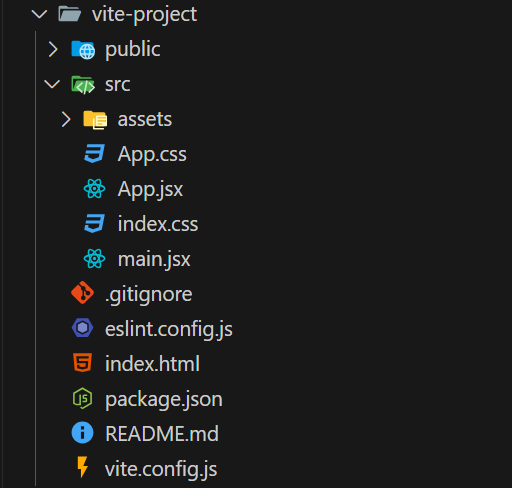 vite-project
public
src
assets
App.css
App.jsx
index.css
main.jsx
.gitignore
eslint.config.js
index.html
package.json
README.md
vite.config.js